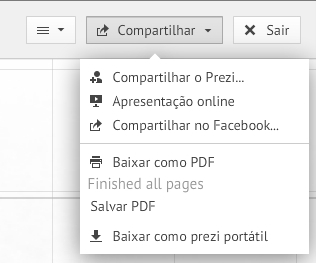 Compartilhar
Sair
Compartilhar o Prezi...
Apresentação online
Compartilhar no Facebook...
Baixar como PDF
Finished all pages
Salvar PDF
Baixar como prezi portátil